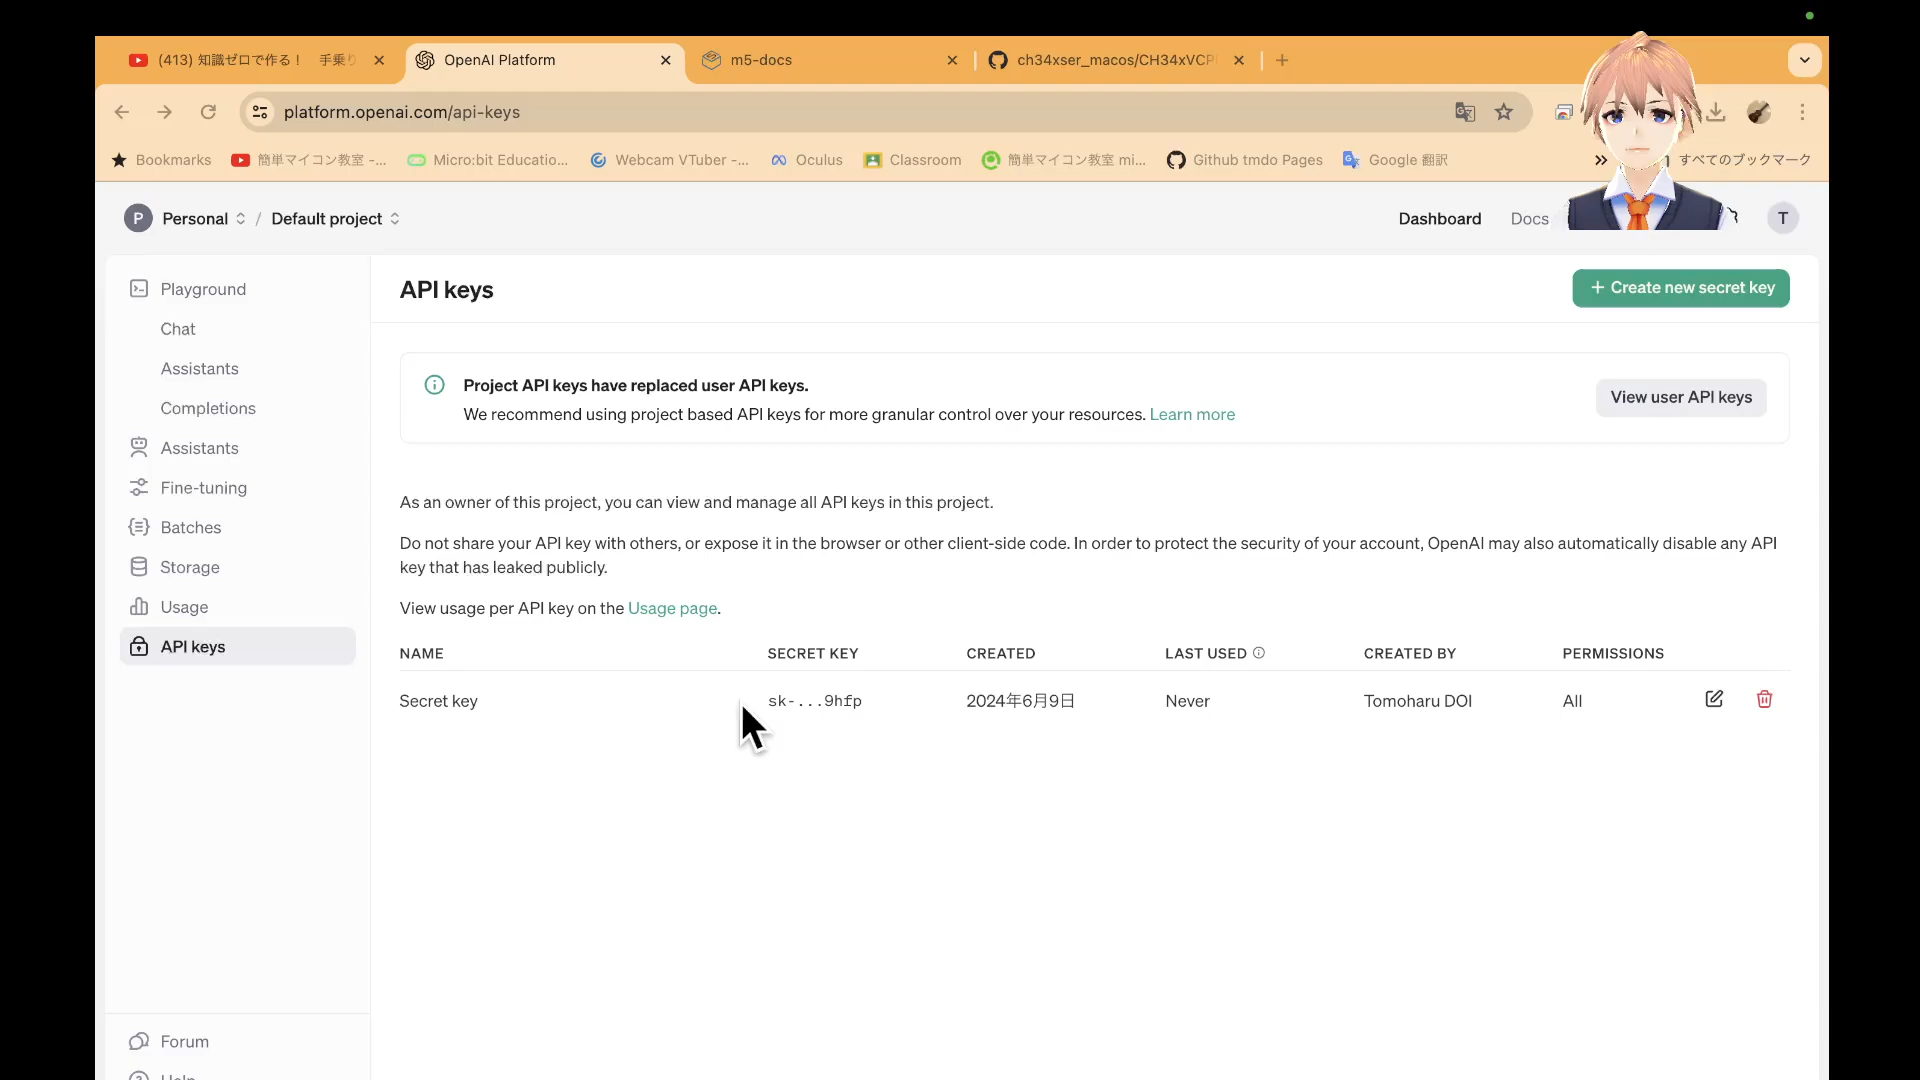 (413) 知識ゼロで作る！ 手乗り
OpenAI Platform
m5-docs
ch34xser_macos/CH34xVCP
platform.openai.com/api-keys
Bookmarks
簡単マイコン教室 -...
Micro:bit Educatio...
Webcam VTuber -...
Oculus
Classroom
簡単マイコン教室 mi...
Github tmdo Pages
Google 翻訳
すべてのブックマーク
P Personal / Default project
Dashboard
Docs
T
Playground
Chat
Assistants
Completions
Assistants
Fine-tuning
Batches
Storage
Usage
API keys
Forum
API keys
+ Create new secret key
Project API keys have replaced user API keys.
We recommend using project based API keys for more granular control over your resources. Learn more
View user API keys
As an owner of this project, you can view and manage all API keys in this project.
Do not share your API key with others, or expose it in the browser or other client-side code. In order to protect the security of your account, OpenAI may also automatically disable any API
key that has leaked publicly.
View usage per API key on the Usage page.
NAME SECRET KEY CREATED LAST USED CREATED BY PERMISSIONS
Secret key sk-...9hfp 2024年6月9日 Never Tomoharu DOI All